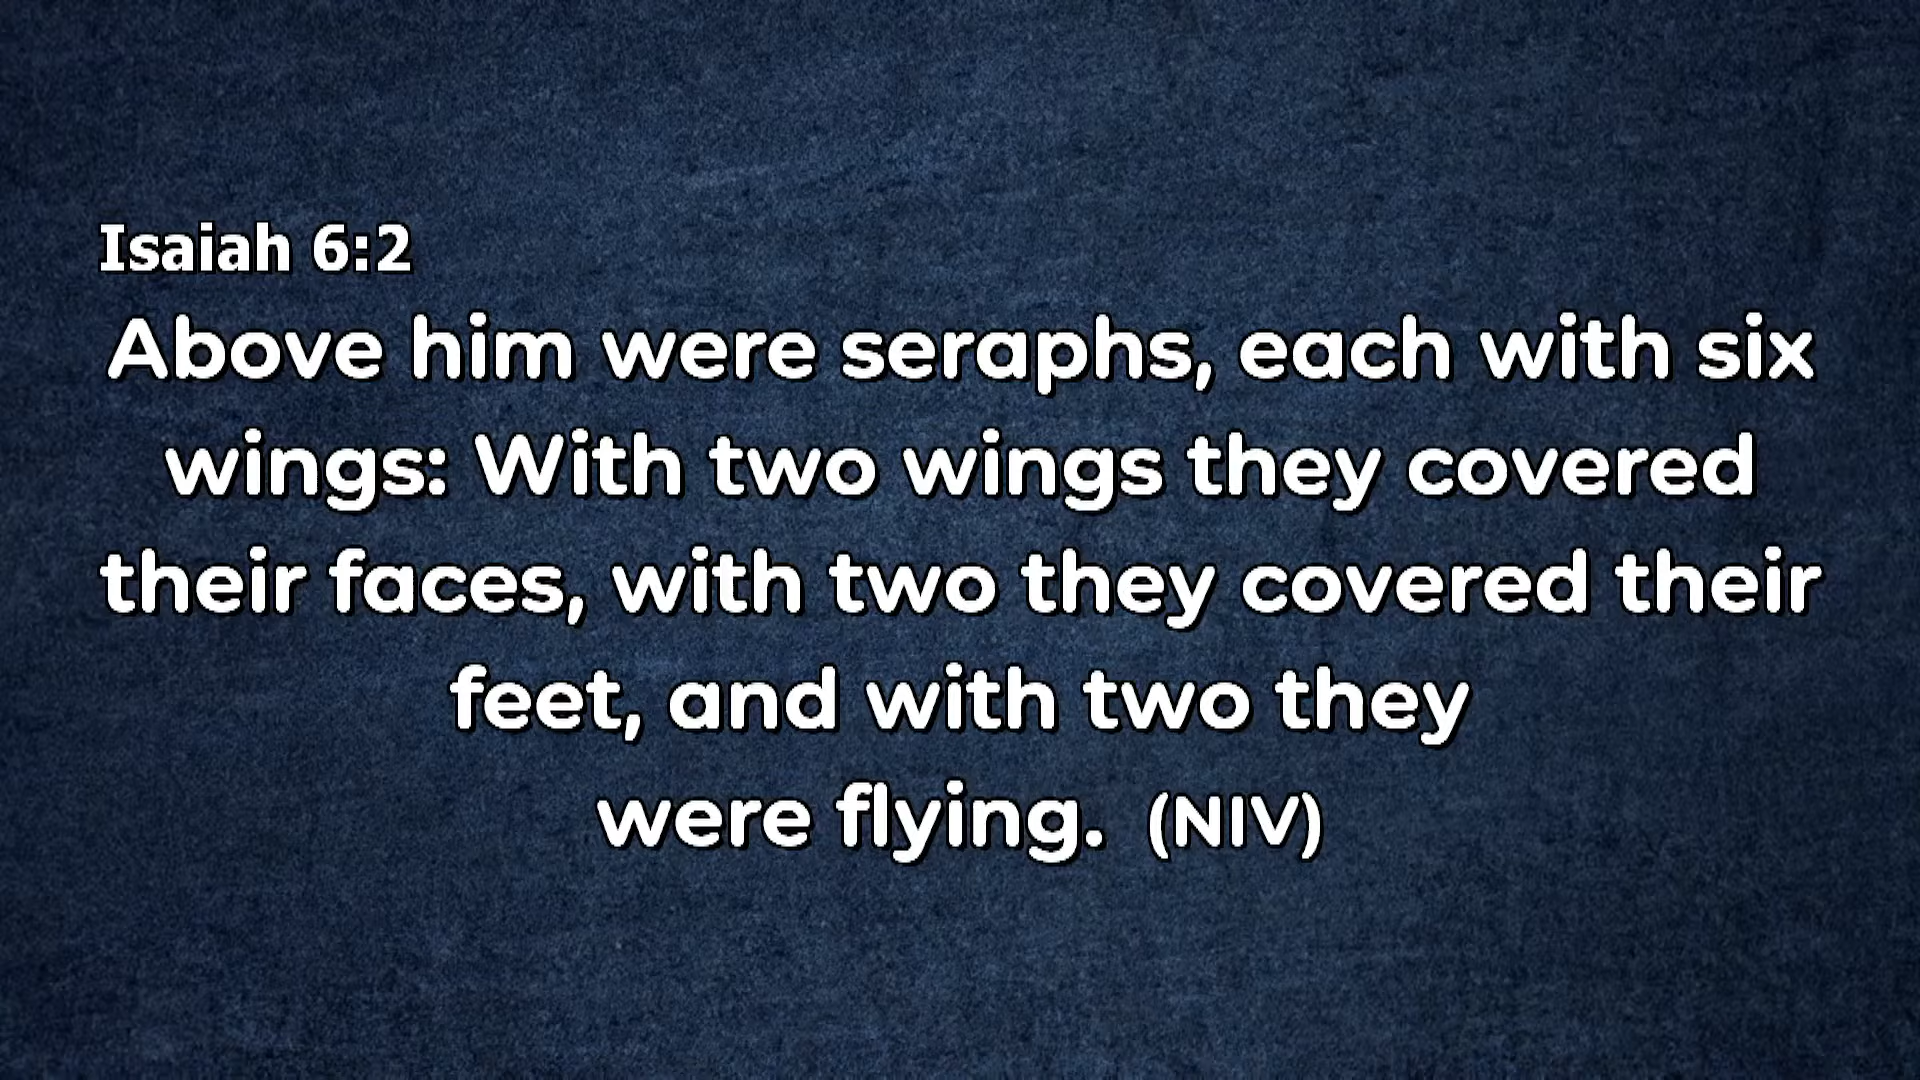 Isaiah 6:2
Above him were seraphs, each with six
wings: With two wings they covered
their faces, with two they covered their
feet, and with two they
were flying. (NIV)